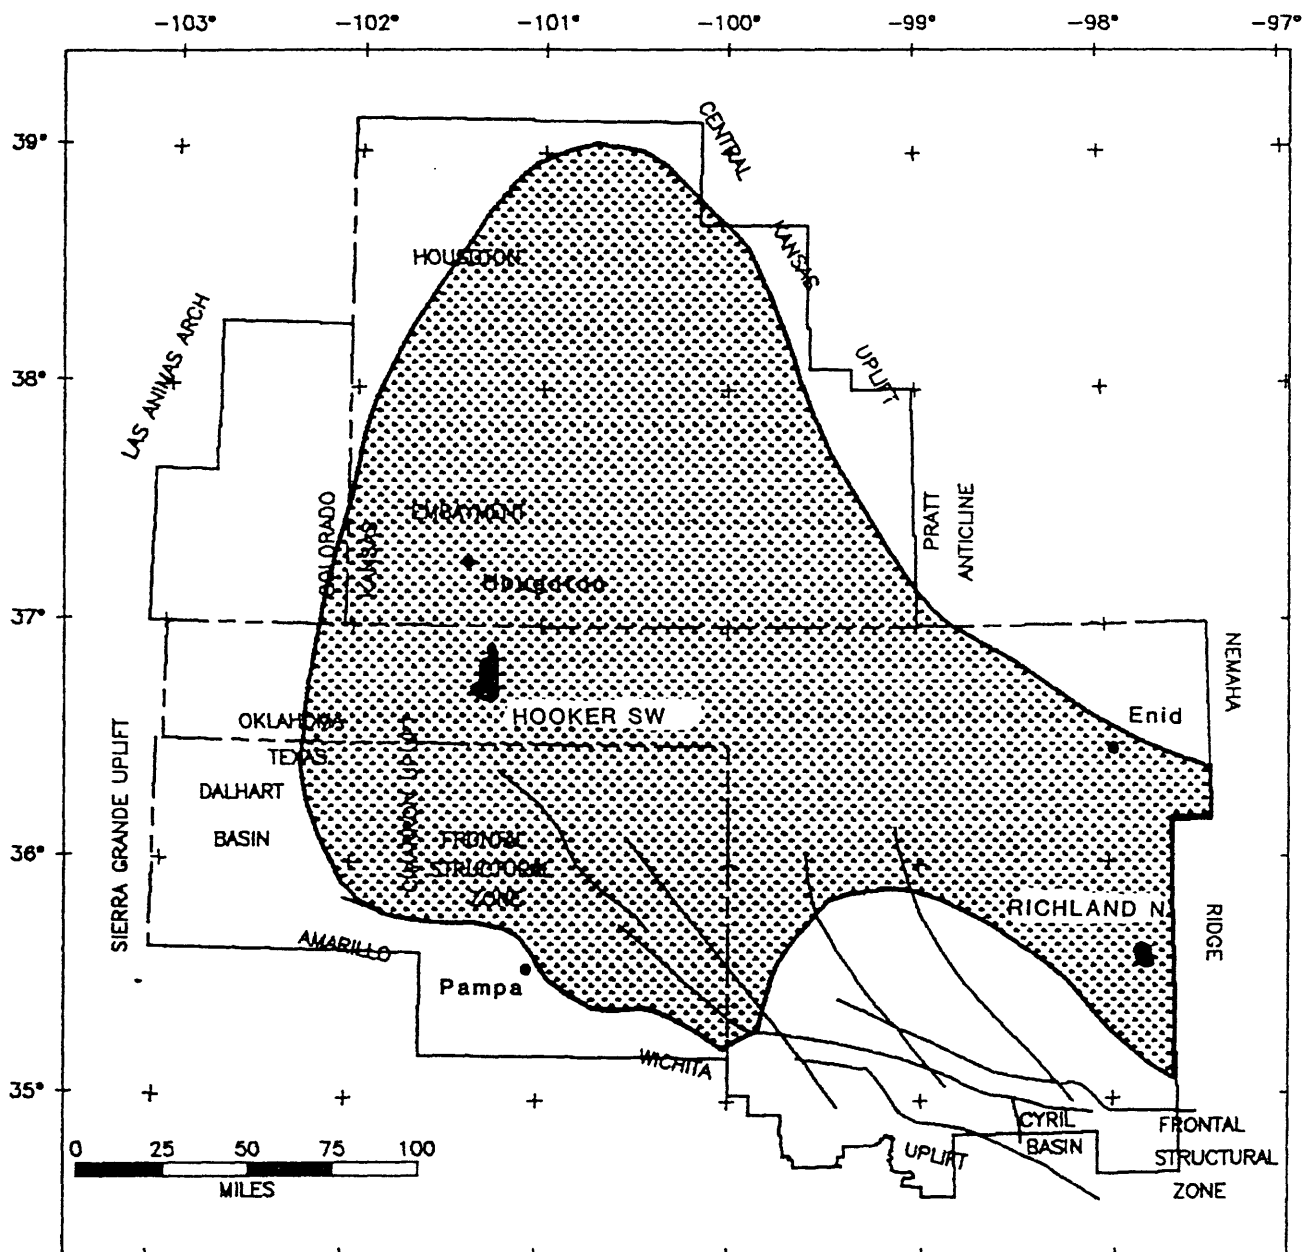 -103° -102° -101° -100° -99° -98° -97°
39°
38°
37°
36°
35°
CENTRAL
KANSAS
UPLIFT
LAS ANIMAS ARCH
EMBAYMENT
COLORADO
KANSAS
PRATT
ANTICLINE
NEMAHA
RIDGE
HOOKER SW
Enid
OKLAHOMA
TEXAS
DALHART
BASIN
SIERRA GRANDE UPLIFT
CIMARRON UPLIFT
FRONTAL
STRUCTURAL
ZONE
RICHLAND N.
AMARILLO
Pampa
WICHITA
UPLIFT
CYRIL
BASIN
FRONTAL
STRUCTURAL
ZONE
0 25 50 75 100
MILES